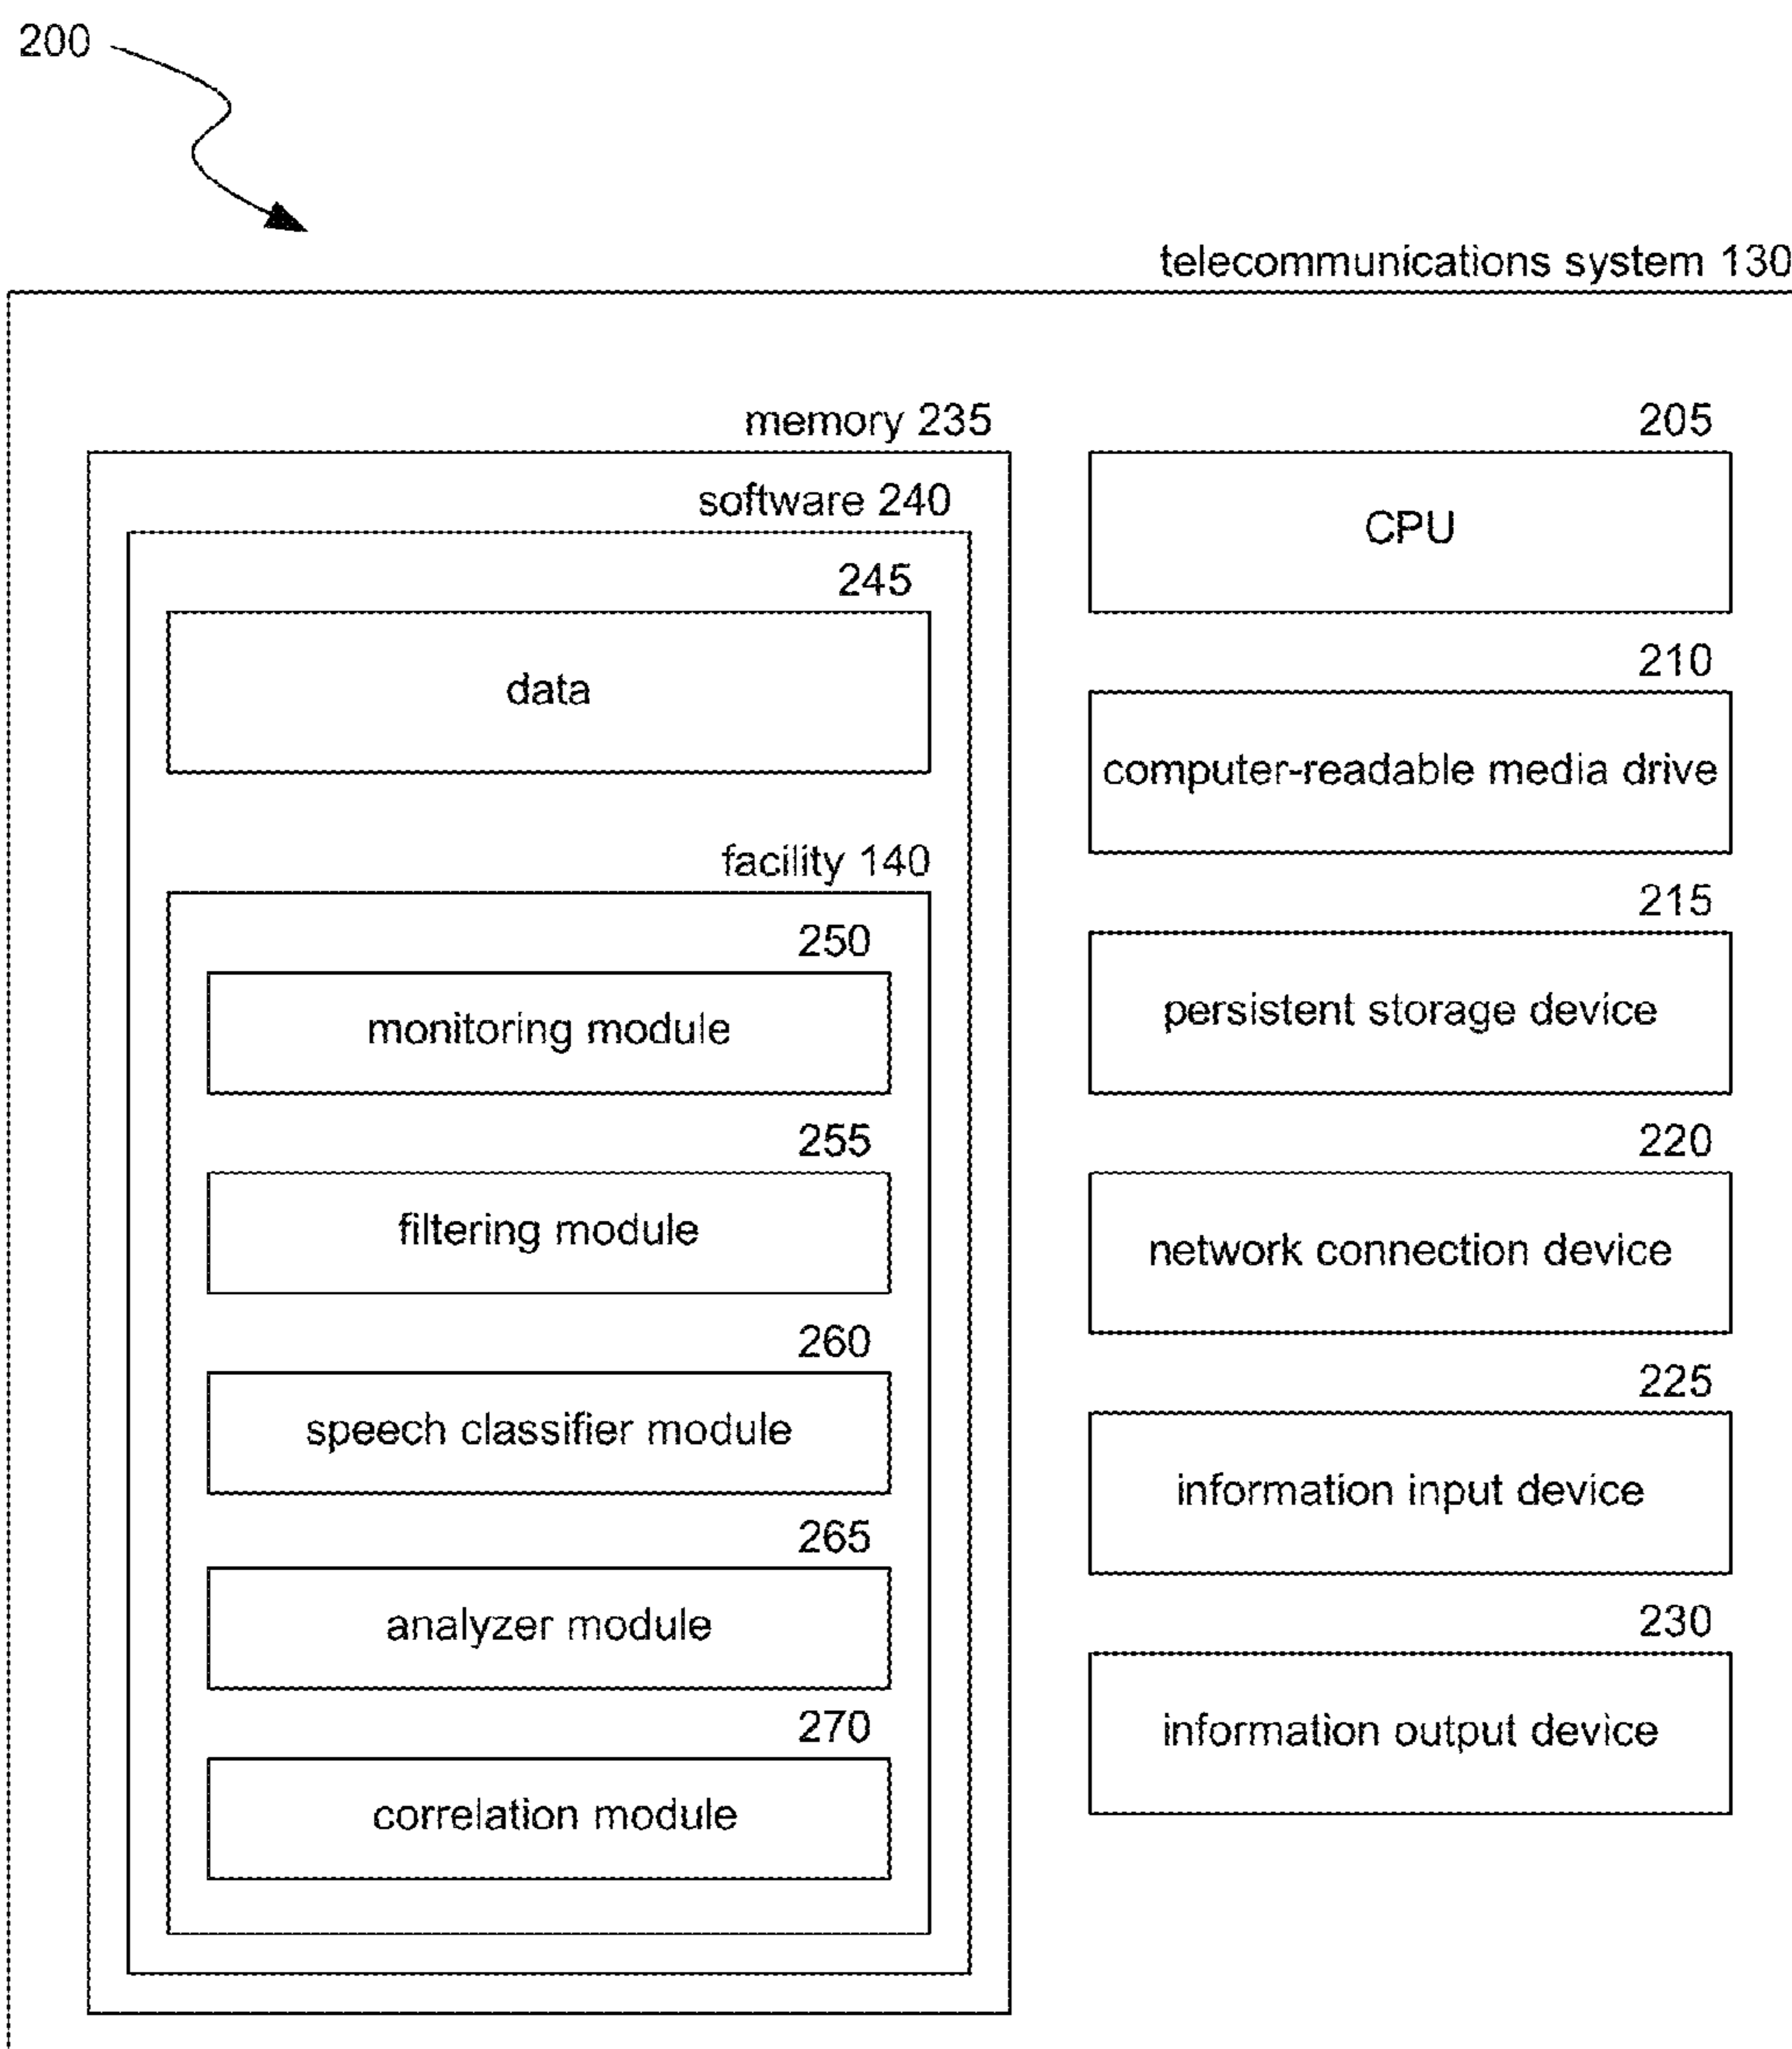 200
telecommunications system 130
memory 235
software 240
245
data
facility 140
250
monitoring module
255
filtering module
260
speech classifier module
265
analyzer module
270
correlation module
205
CPU
210
computer-readable media drive
215
persistent storage device
220
network connection device
225
information input device
230
information output device